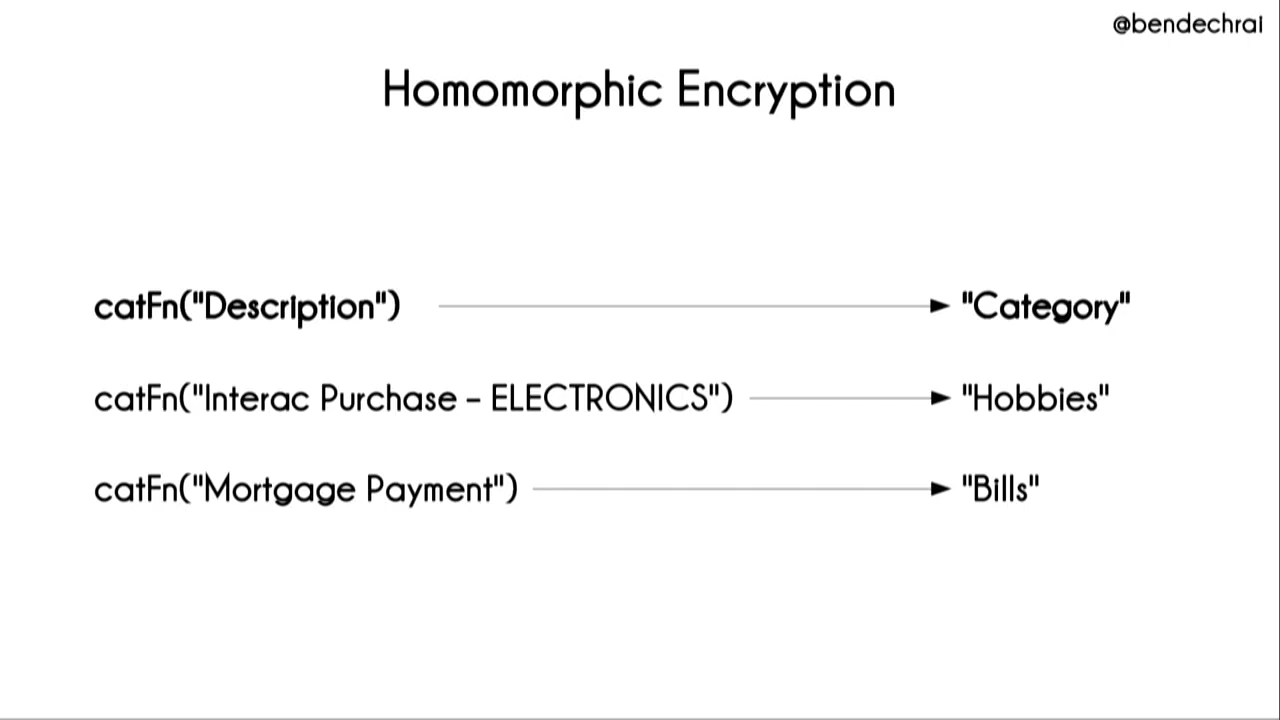 @bendechrai
Homomorphic Encryption
catFn("Description") "Category"
catFn("Interac Purchase – ELECTRONICS") "Hobbies"
catFn("Mortgage Payment") "Bills"